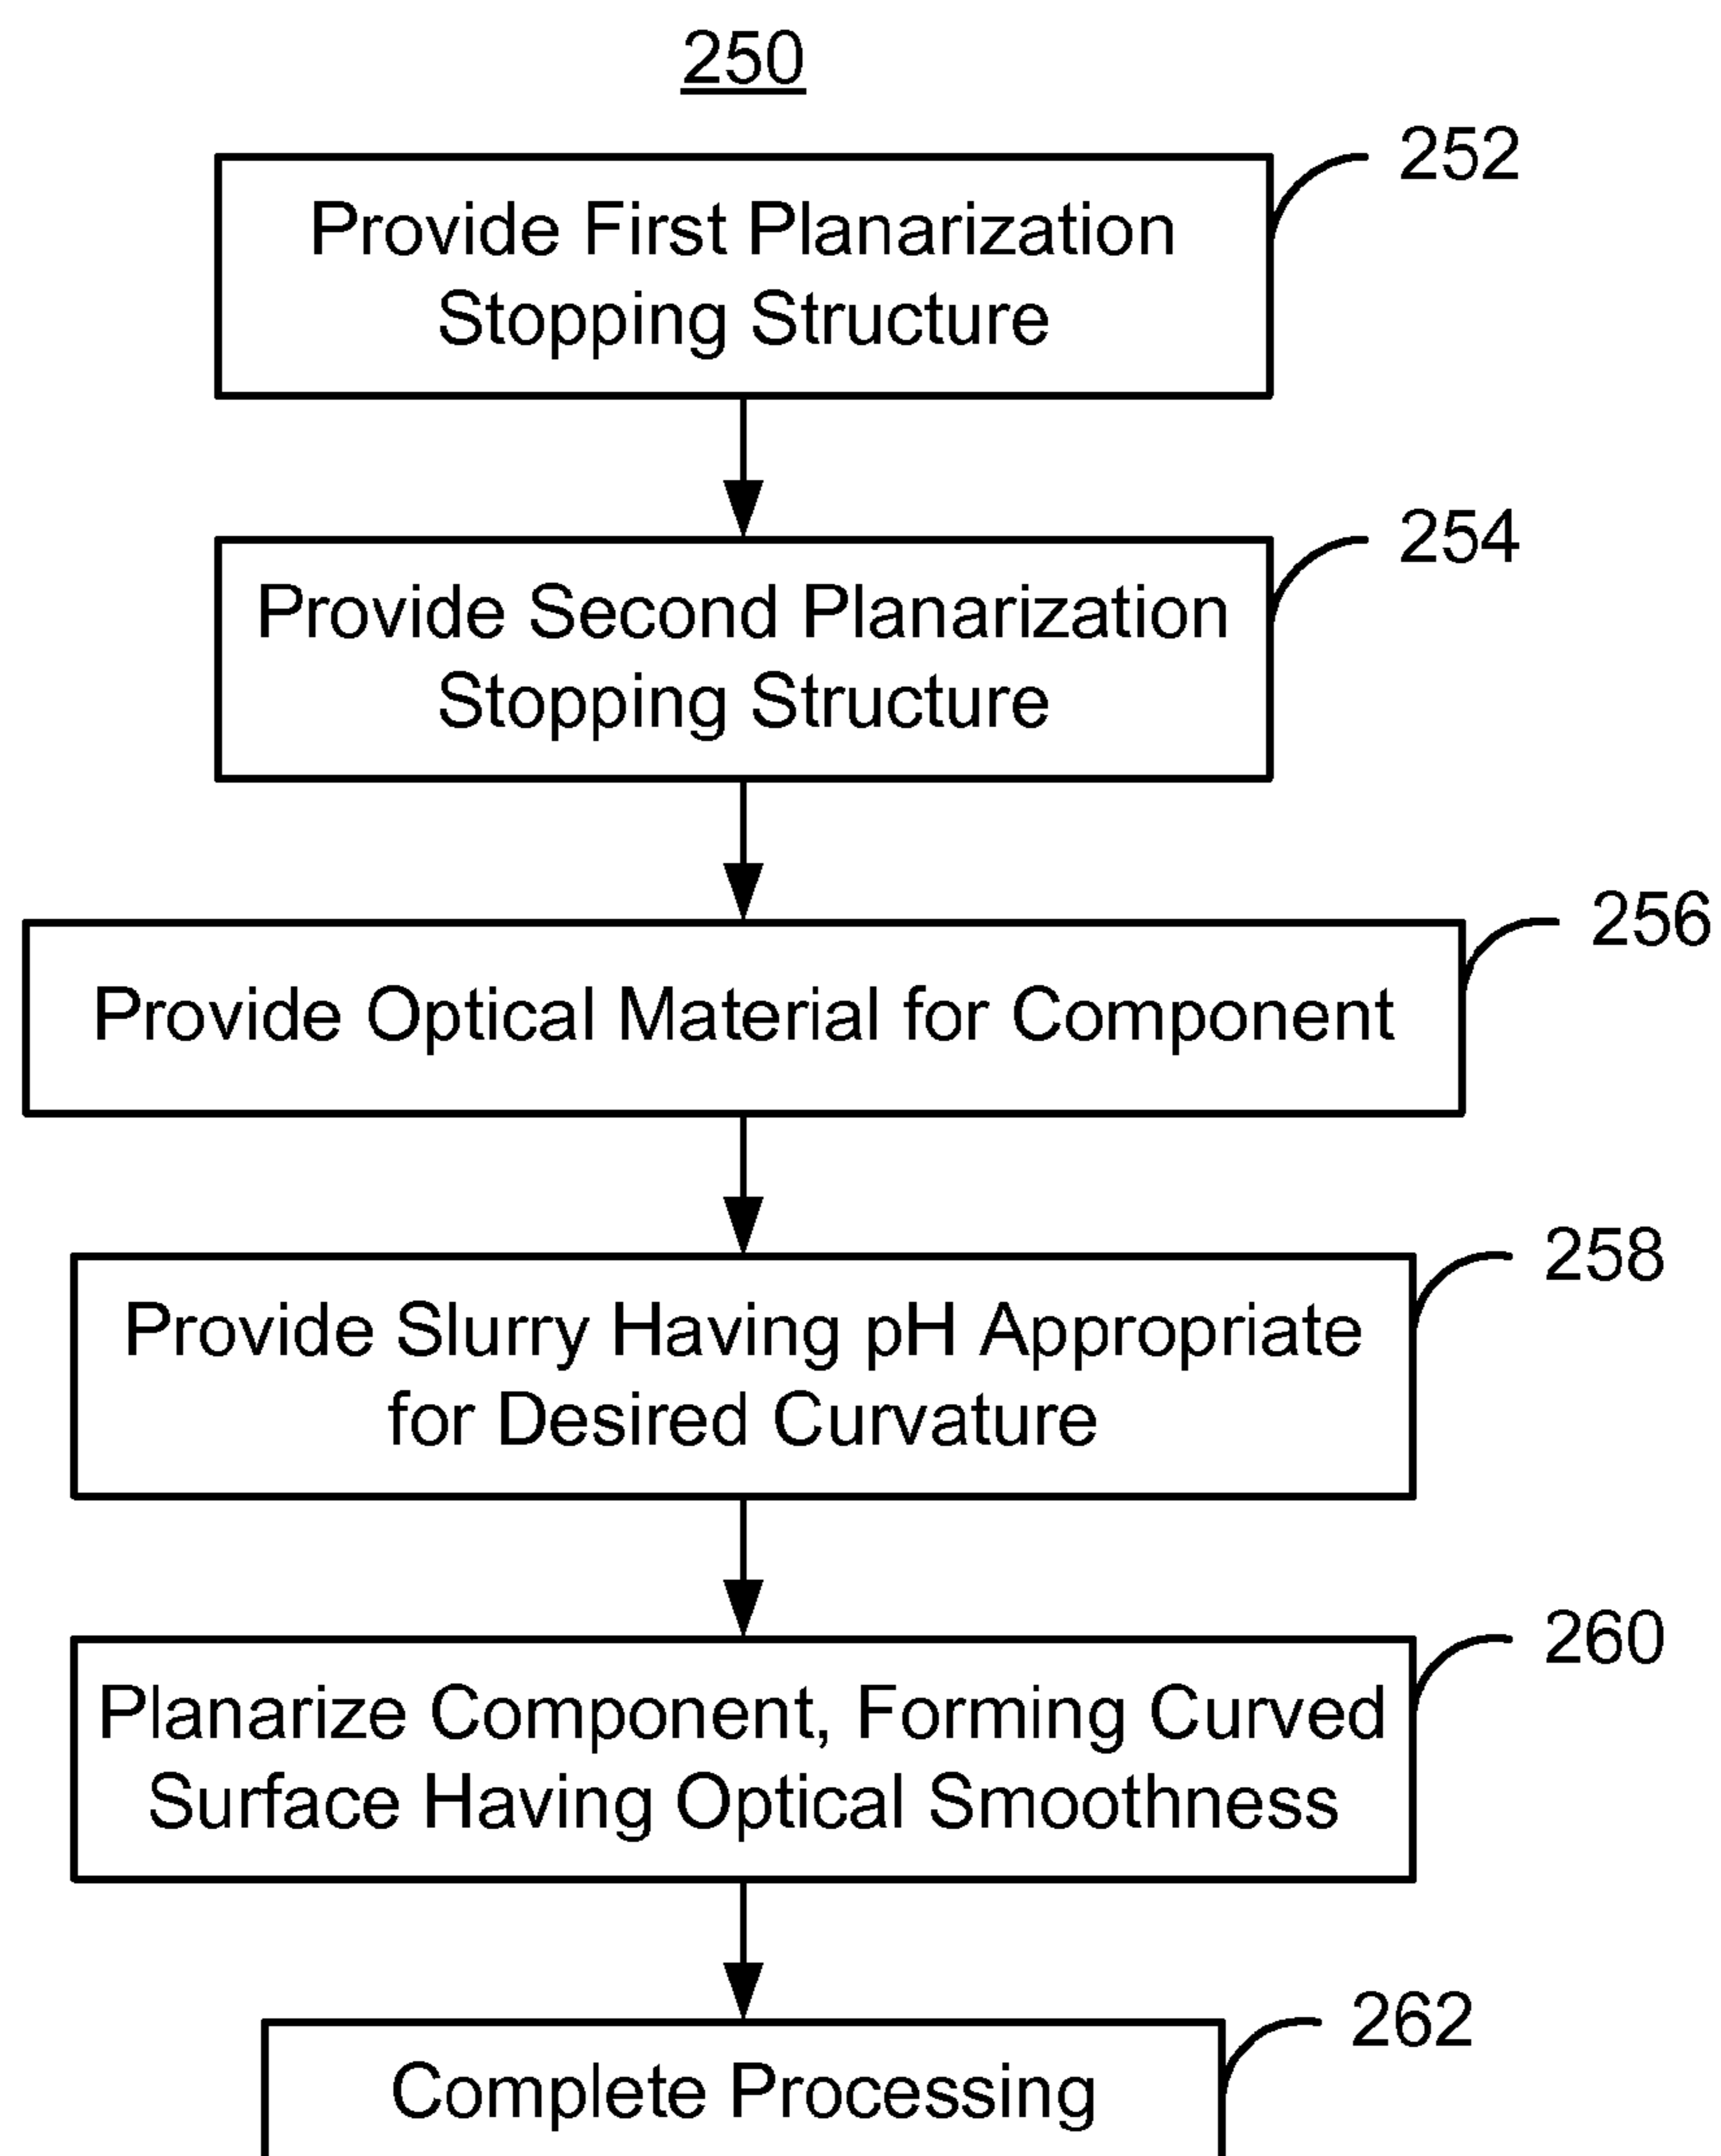 250
252
Provide First Planarization
Stopping Structure
254
Provide Second Planarization
Stopping Structure
256
Provide Optical Material for Component
258
Provide Slurry Having pH Appropriate
for Desired Curvature
260
Planarize Component, Forming Curved
Surface Having Optical Smoothness
262
Complete Processing